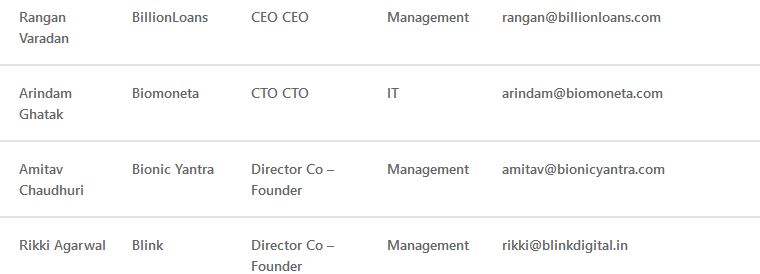 Rangan Varadan BillionLoans CEO CEO Management rangan@billionloans.com
Arindam Ghatak Biomoneta CTO CTO IT arindam@biomoneta.com
Amitav Chaudhuri Bionic Yantra Director Co – Founder Management amitav@bionicyantra.com
Rikki Agarwal Blink Director Co – Founder Management rikki@blinkdigital.in